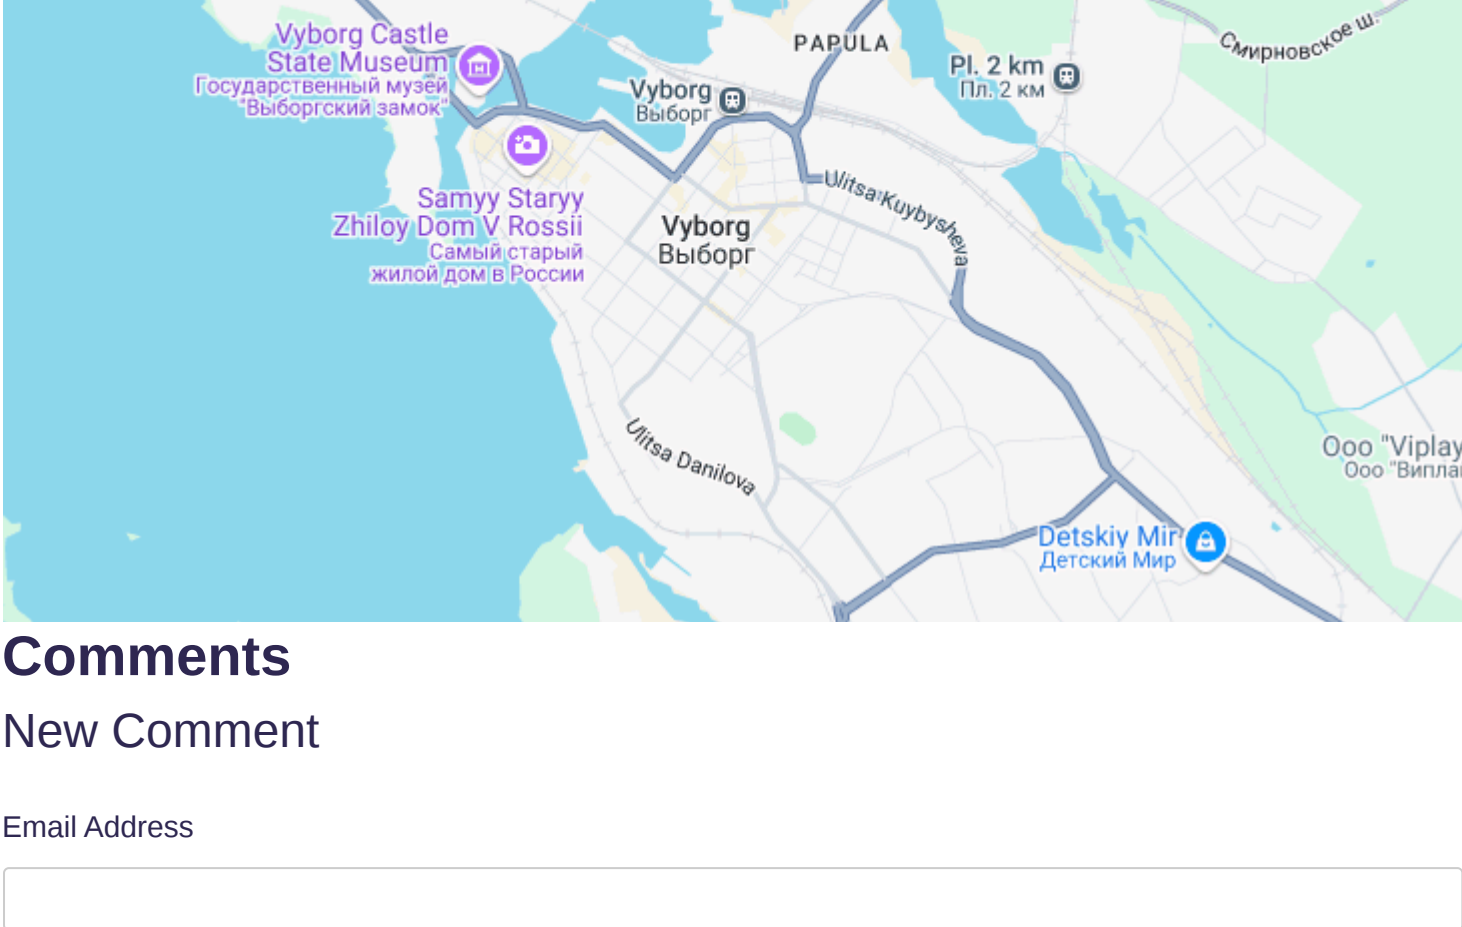 Vyborg Castle
State Museum
Государственный музей
"Выборгский замок"
PAPULA
Vyborg
Выборг
Pl. 2 km
Пл. 2 км
Смирновское ш.
Samyy Staryy
Zhiloy Dom V Rossii
Самый старый
жилой дом в России
Vyborg
Выборг
Ulitsa Kuybysheva
Ulitsa Danilova
Ooo "Viplay
Ооо "Випла
Detskiy Mir
Детский Мир
Comments
New Comment
Email Address